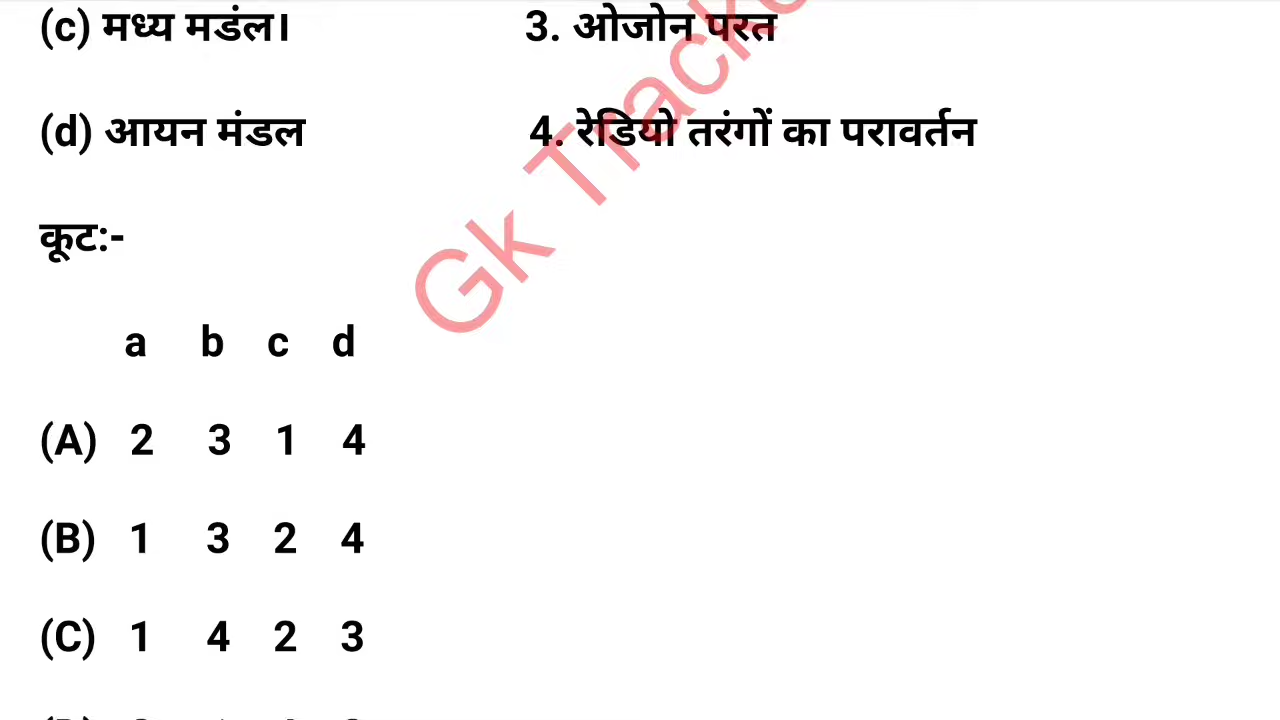 (c) मध्य मडंल। 3. ओजोन परत
(d) आयन मंडल 4. रेडियो तरंगों का परावर्तन
कूट:-
a b c d
(A) 2 3 1 4
(B) 1 3 2 4
(C) 1 4 2 3
Gk